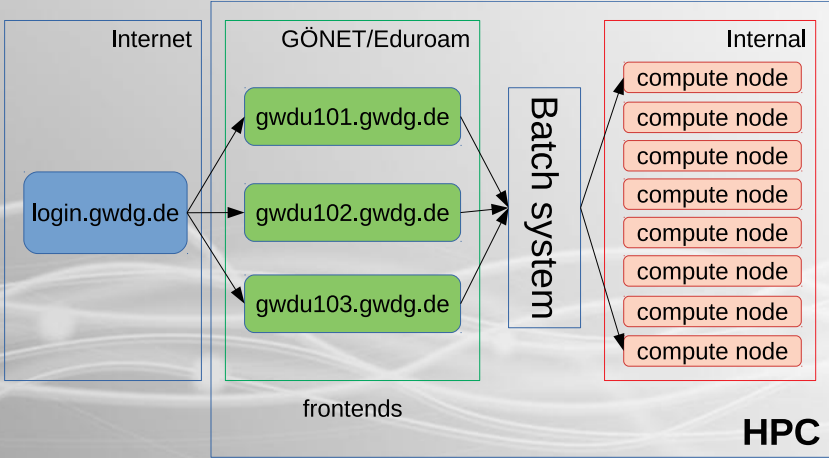 Internet
GÖNET/Eduroam
Internal
login.gwdg.de
gwdu101.gwdg.de
gwdu102.gwdg.de
gwdu103.gwdg.de
Batch system
compute node
compute node
compute node
compute node
compute node
compute node
compute node
compute node
frontends
HPC